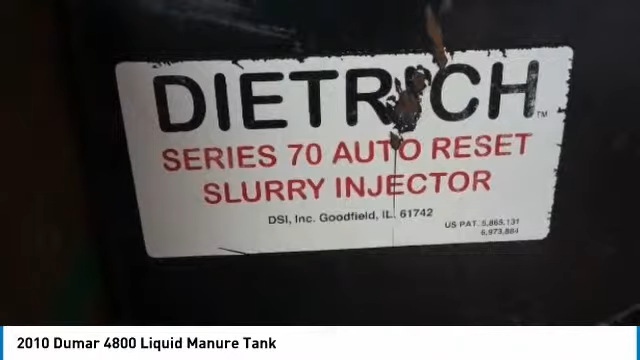 DIETRICH TM
SERIES 70 AUTO RESET
SLURRY INJECTOR
DSI, Inc. Goodfield, IL. 61742
US PAT. 5,865,131
6,973,884
2010 Dumar 4800 Liquid Manure Tank